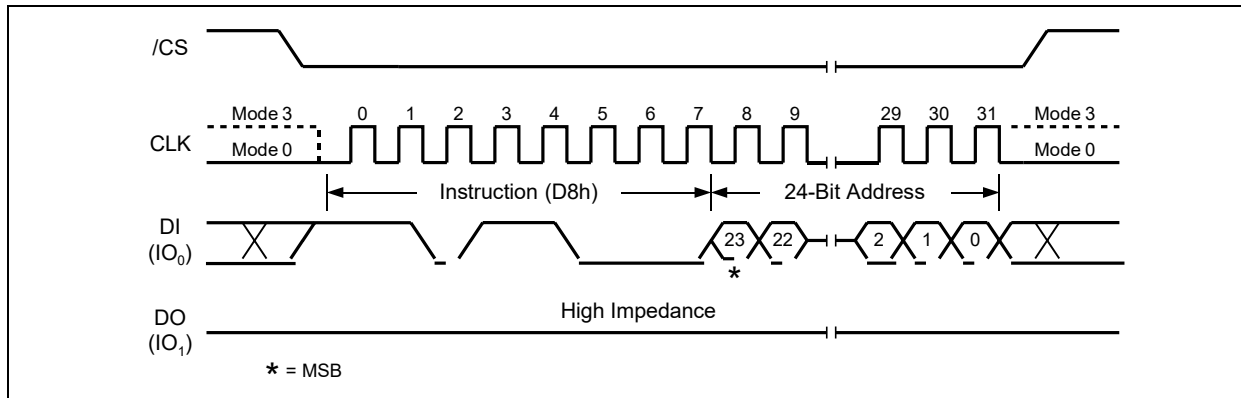 /CS
Mode 3 0 1 2 3 4 5 6 7 8 9 29 30 31 Mode 3
CLK
Mode 0 Mode 0
Instruction (D8h) 24-Bit Address
DI
(IO0)
23 22 2 1 0
*
High Impedance
DO
(IO1)
* = MSB